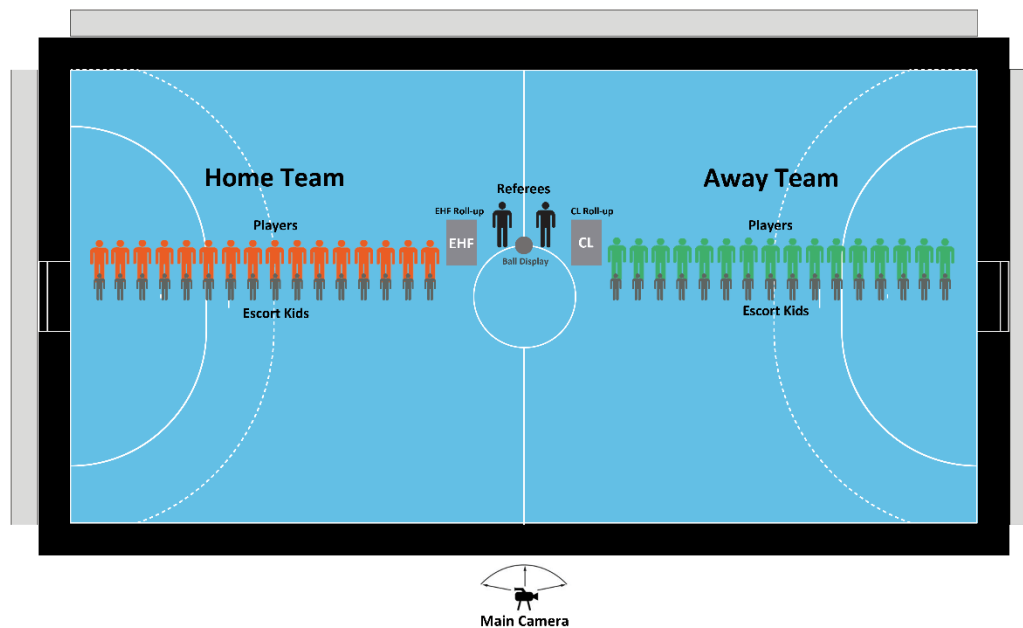 Home Team
Away Team
Referees
EHF Roll-up
CL Roll-up
Players
Players
EHF
CL
Ball Display
Escort Kids
Escort Kids
Main Camera